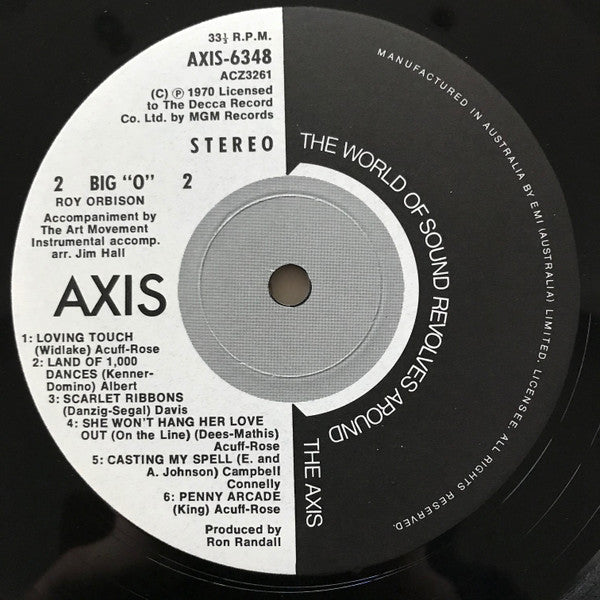 33⅓ R.P.M.
AXIS-6348
ACZ3261
(C) Ⓟ 1970 Licensed
to The Decca Record
Co. Ltd. by MGM Records
STEREO
2 BIG "O" 2
ROY ORBISON
Accompaniment by
The Art Movement
Instrumental accomp.
arr. Jim Hall
AXIS
1: LOVING TOUCH
(Widlake) Acuff-Rose
2: LAND OF 1,000
DANCES (Kenner-
Domino) Albert
3: SCARLET RIBBONS
(Danzig-Segal) Davis
4: SHE WON'T HANG HER LOVE
OUT (On the Line) (Dees-Mathis)
Acuff-Rose
5: CASTING MY SPELL (E. and
A. Johnson) Campbell
Connelly
6: PENNY ARCADE
(King) Acuff-Rose
Produced by
Ron Randall
THE WORLD OF SOUND REVOLVES AROUND
THE AXIS
MANUFACTURED IN AUSTRALIA BY EMI (AUSTRALIA) LIMITED. LICENSEE. ALL RIGHTS RESERVED.